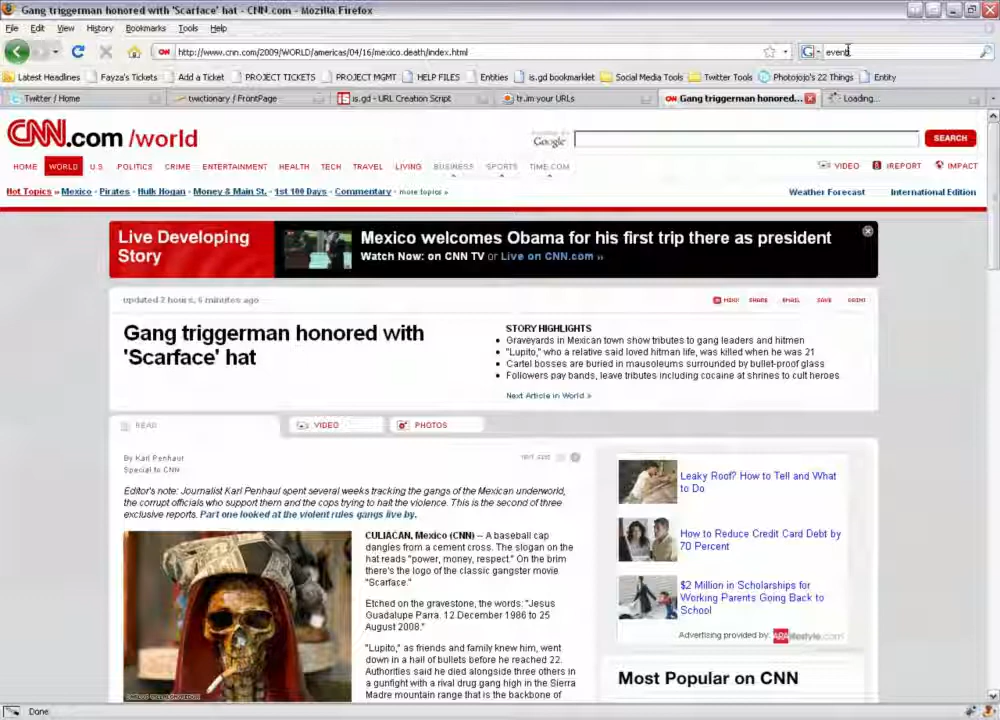 Gang triggerman honored with 'Scarface' hat - CNN.com - Mozilla Firefox
File Edit View History Bookmarks Tools Help
http://www.cnn.com/2009/WORLD/americas/04/16/mexico.death/index.html
event
Latest Headlines Fayza's Tickets Add a Ticket PROJECT TICKETS PROJECT MGMT HELP FILES Entities is.gd bookmarklet Social Media Tools Twitter Tools Photojojo's 22 Things Entity
Twitter / Home twictionary / FrontPage is.gd - URL Creation Script tr.im your URLs CNN Gang triggerman honored... Loading...
CNN.com /world
Google
SEARCH
HOME WORLD U.S. POLITICS CRIME ENTERTAINMENT HEALTH TECH TRAVEL LIVING BUSINESS SPORTS TIME.COM VIDEO IREPORT IMPACT
Hot Topics » Mexico · Pirates · Hulk Hogan · Money & Main St. · 1st 100 Days · Commentary · more topics » Weather Forecast International Edition
Live Developing
Story
Mexico welcomes Obama for his first trip there as president
Watch Now: on CNN TV or Live on CNN.com ››
updated 2 hours, 6 minutes ago
MIXX SHARE EMAIL SAVE PRINT
Gang triggerman honored with
'Scarface' hat
STORY HIGHLIGHTS
• Graveyards in Mexican town show tributes to gang leaders and hitmen
• "Lupito," who a relative said loved hitman life, was killed when he was 21
• Cartel bosses are buried in mausoleums surrounded by bullet-proof glass
• Followers pay bands, leave tributes including cocaine at shrines to cult heroes
Next Article in World »
READ VIDEO PHOTOS
By Karl Penhaul
Special to CNN
TEXT SIZE
Editor's note: Journalist Karl Penhaul spent several weeks tracking the gangs of the Mexican underworld,
the corrupt officials who support them and the cops trying to halt the violence. This is the second of three
exclusive reports. Part one looked at the violent rules gangs live by.
CULIACAN, Mexico (CNN) -- A baseball cap
dangles from a cement cross. The slogan on the
hat reads "power, money, respect." On the brim
there's the logo of the classic gangster movie
"Scarface."
Etched on the gravestone, the words: "Jesus
Guadalupe Parra. 12 December 1986 to 25
August 2008."
"Lupito," as friends and family knew him, went
down in a hail of bullets before he reached 22.
Authorities said he died alongside three others in
a gunfight with a rival drug gang high in the Sierra
Madre mountain range that is the backbone of
Leaky Roof? How to Tell and What
to Do
How to Reduce Credit Card Debt by
70 Percent
$2 Million in Scholarships for
Working Parents Going Back to
School
Advertising provided by: ARAlifestyle.com
Most Popular on CNN
Done